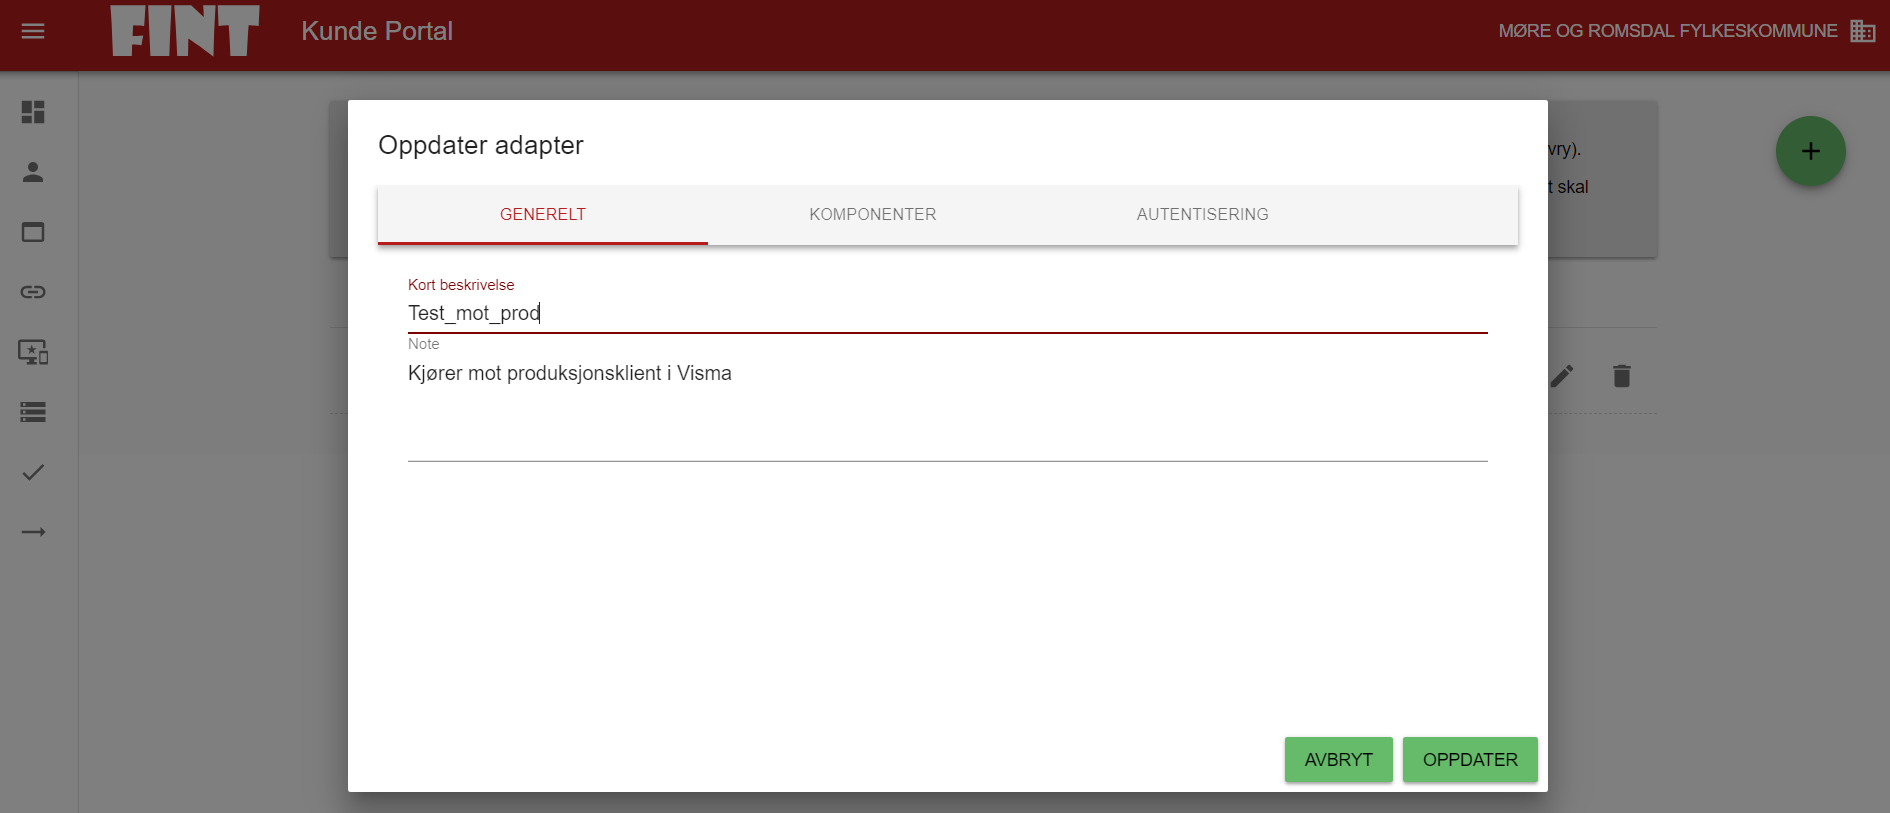 FINT
Kunde Portal
MØRE OG ROMSDAL FYLKESKOMMUNE
Oppdater adapter
vry).
t skal
GENERELT
KOMPONENTER
AUTENTISERING
Kort beskrivelse
Test_mot_prod
Note
Kjører mot produksjonsklient i Visma
AVBRYT
OPPDATER